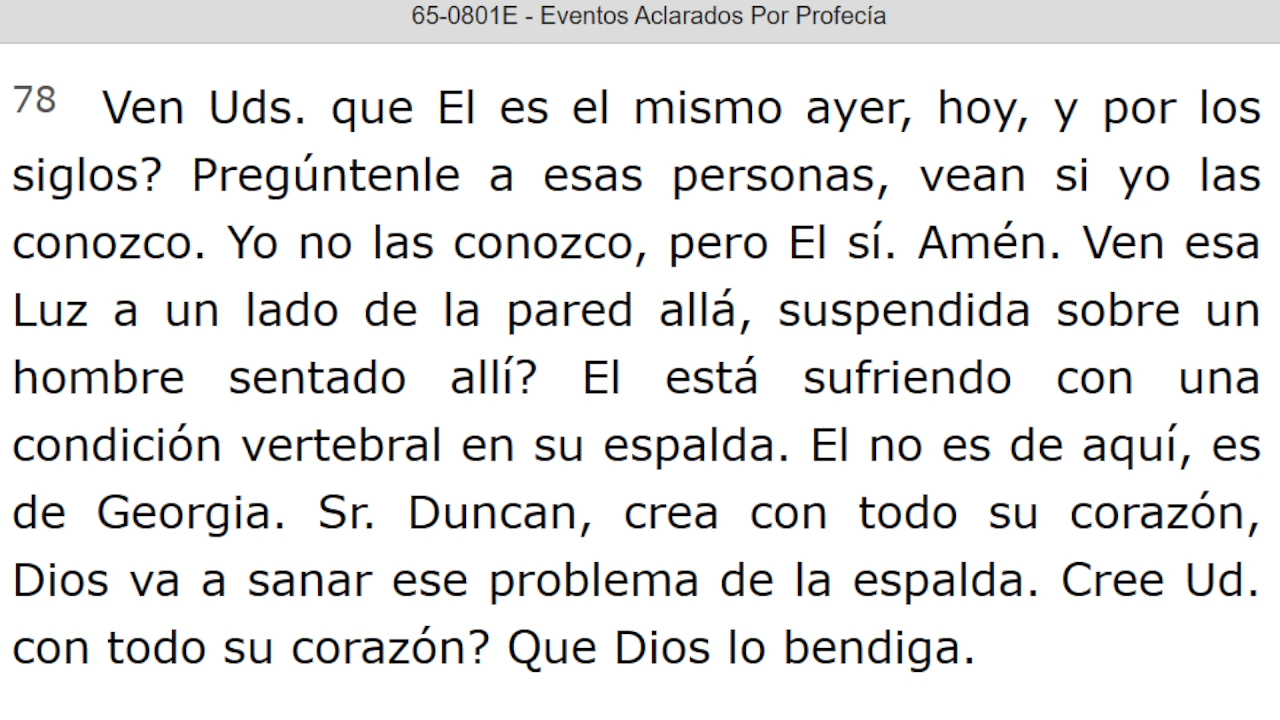 65-0801E - Eventos Aclarados Por Profecía
78 Ven Uds. que El es el mismo ayer, hoy, y por los
siglos? Pregúntenle a esas personas, vean si yo las
conozco. Yo no las conozco, pero El sí. Amén. Ven esa
Luz a un lado de la pared allá, suspendida sobre un
hombre sentado allí? El está sufriendo con una
condición vertebral en su espalda. El no es de aquí, es
de Georgia. Sr. Duncan, crea con todo su corazón,
Dios va a sanar ese problema de la espalda. Cree Ud.
con todo su corazón? Que Dios lo bendiga.